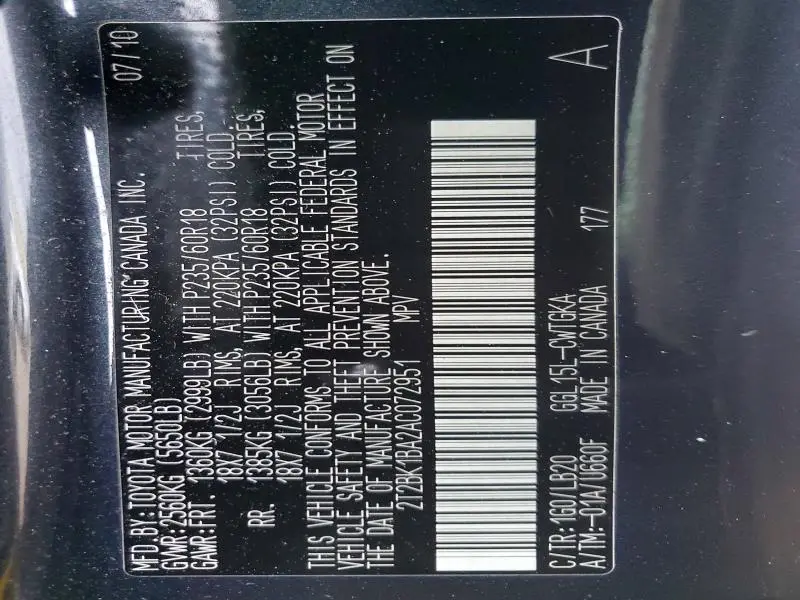 MFD.BY:TOYOTA MOTOR MANUFACTURING CANADA INC. 07/10
GVWR:2560KG (5650LB)
GAWR:FRT. 1360KG (2999LB) WITH P235/60R18 TIRES,
18X7 1/2J RIMS, AT 220KPA (32PSI) COLD.
RR. 1385KG (3056LB) WITH P235/60R18 TIRES,
18X7 1/2J RIMS, AT 220KPA (32PSI) COLD.
THIS VEHICLE CONFORMS TO ALL APPLICABLE FEDERAL MOTOR
VEHICLE SAFETY AND THEFT PREVENTION STANDARDS IN EFFECT ON
THE DATE OF MANUFACTURE SHOWN ABOVE.
2T2BK1BA2AC072951 MPV
C/TR:1G0/LB20 GGL15L-CWTGKA
A/TM:-01A/U660F MADE IN CANADA 177 A